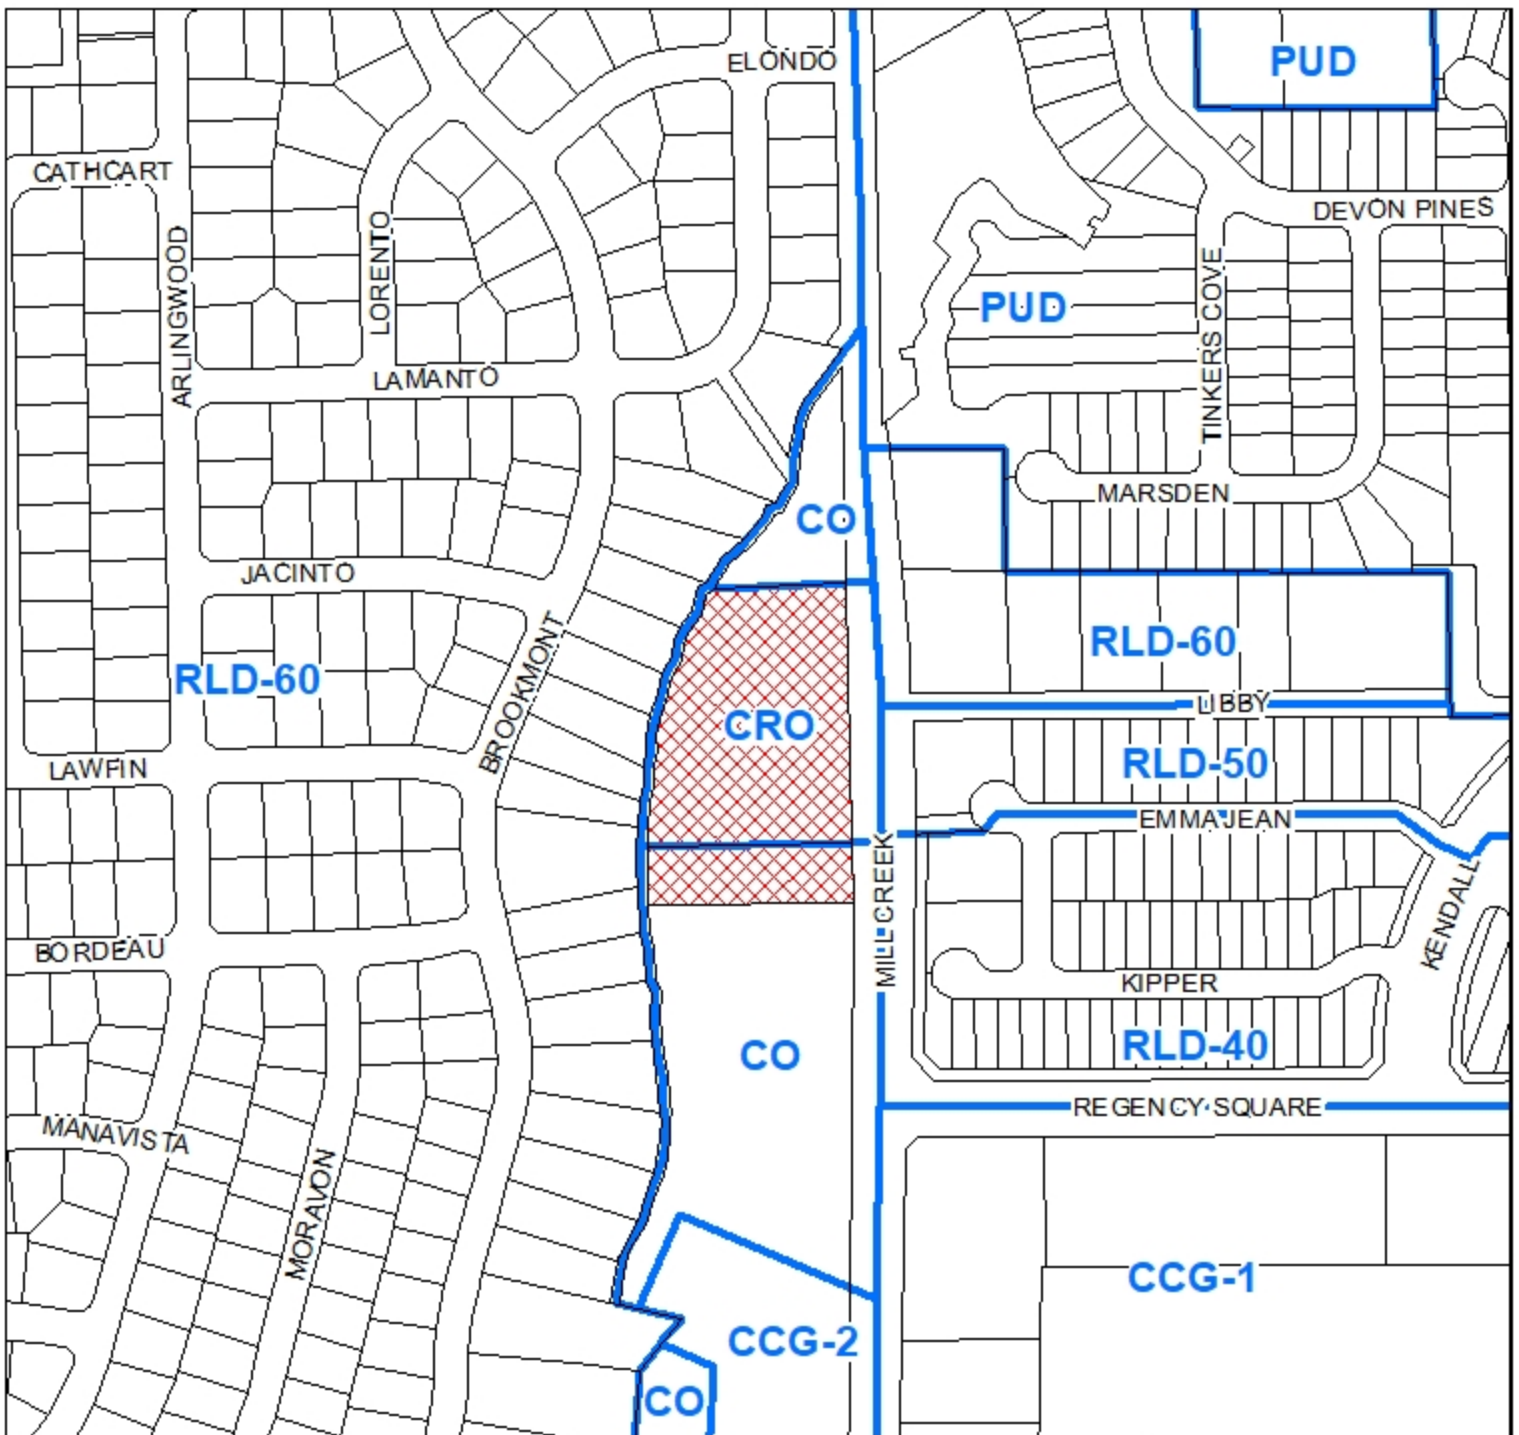 ELONDO
PUD
CATHCART
DEVON PINES
ARLINGWOOD
LORENTO
TINKERS COVE
PUD
LAMANTO
MARSDEN
CO
JACINTO
RLD-60
RLD-60
BROOKMONT
LIBBY
CRO
LAWFIN
RLD-50
EMMAJEAN
MILL CREEK
KENDALL
BORDEAU
KIPPER
CO
RLD-40
REGENCY SQUARE
MANAVISTA
MORAVON
CCG-1
CCG-2
CO